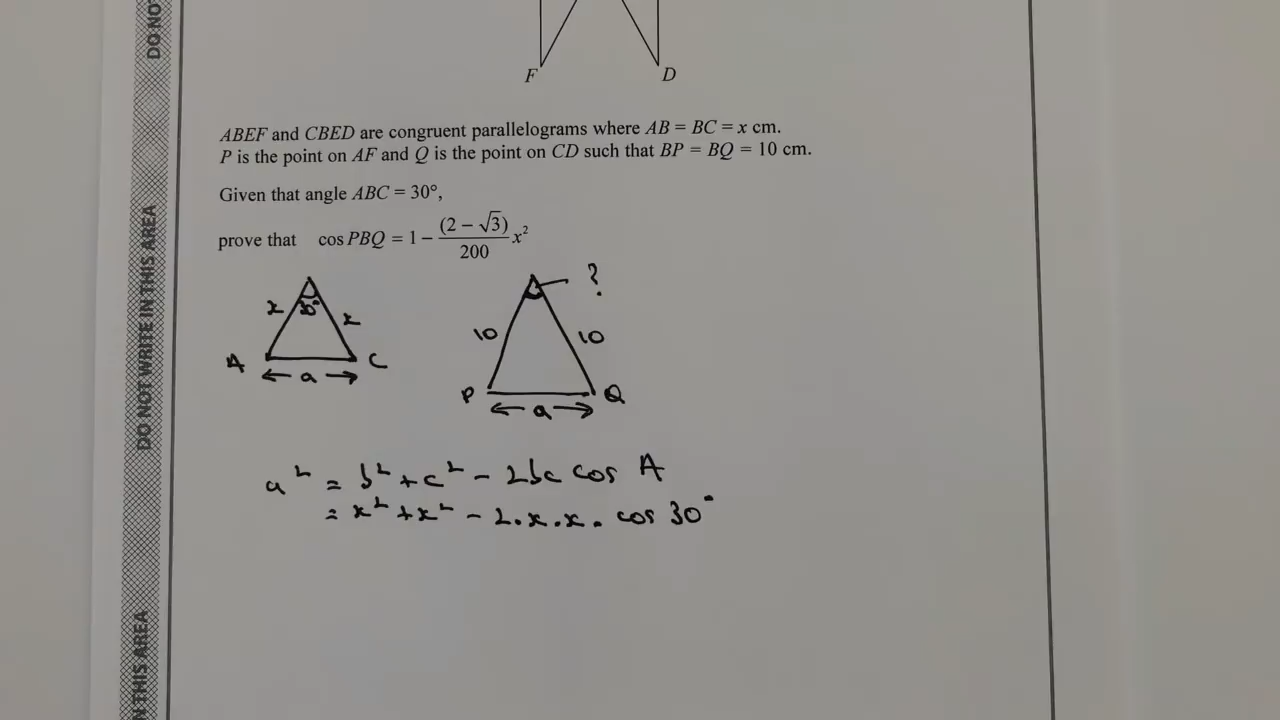 DO NOT
F
D
ABEF and CBED are congruent parallelograms where AB = BC = x cm.
P is the point on AF and Q is the point on CD such that BP = BQ = 10 cm.
Given that angle ABC = 30°,
prove that cos PBQ = 1 − (2 − √3)/200 x²
DO NOT WRITE IN THIS AREA
x
30°
x
A
C
a
?
10
10
P
Q
a
a² = b² + c² − 2bc cos A
= x² + x² − 2.x.x. cos 30°
N THIS AREA